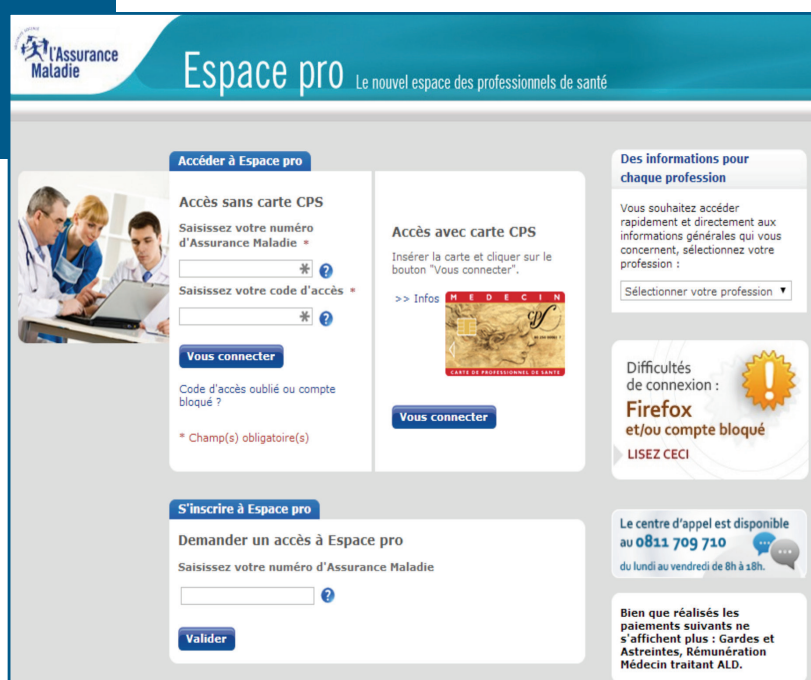 l'Assurance
Maladie
Espace pro Le nouvel espace des professionnels de santé
Accéder à Espace pro
Accès sans carte CPS
Saisissez votre numéro
d'Assurance Maladie *
Saisissez votre code d'accès *
Vous connecter
Code d'accès oublié ou compte
bloqué ?
* Champ(s) obligatoire(s)
Accès avec carte CPS
Insérer la carte et cliquer sur le
bouton "Vous connecter".
>> Infos
MEDECIN
cps
CARTE DE PROFESSIONNEL DE SANTE
Vous connecter
S'inscrire à Espace pro
Demander un accès à Espace pro
Saisissez votre numéro d'Assurance Maladie
Valider
Des informations pour
chaque profession
Vous souhaitez accéder
rapidement et directement aux
informations générales qui vous
concernent, sélectionnez votre
profession :
Sélectionner votre profession
Difficultés
de connexion :
Firefox
et/ou compte bloqué
LISEZ CECI
Le centre d'appel est disponible
au 0811 709 710
du lundi au vendredi de 8h à 18h.
Bien que réalisés les
paiements suivants ne
s'affichent plus : Gardes et
Astreintes, Rémunération
Médecin traitant ALD.